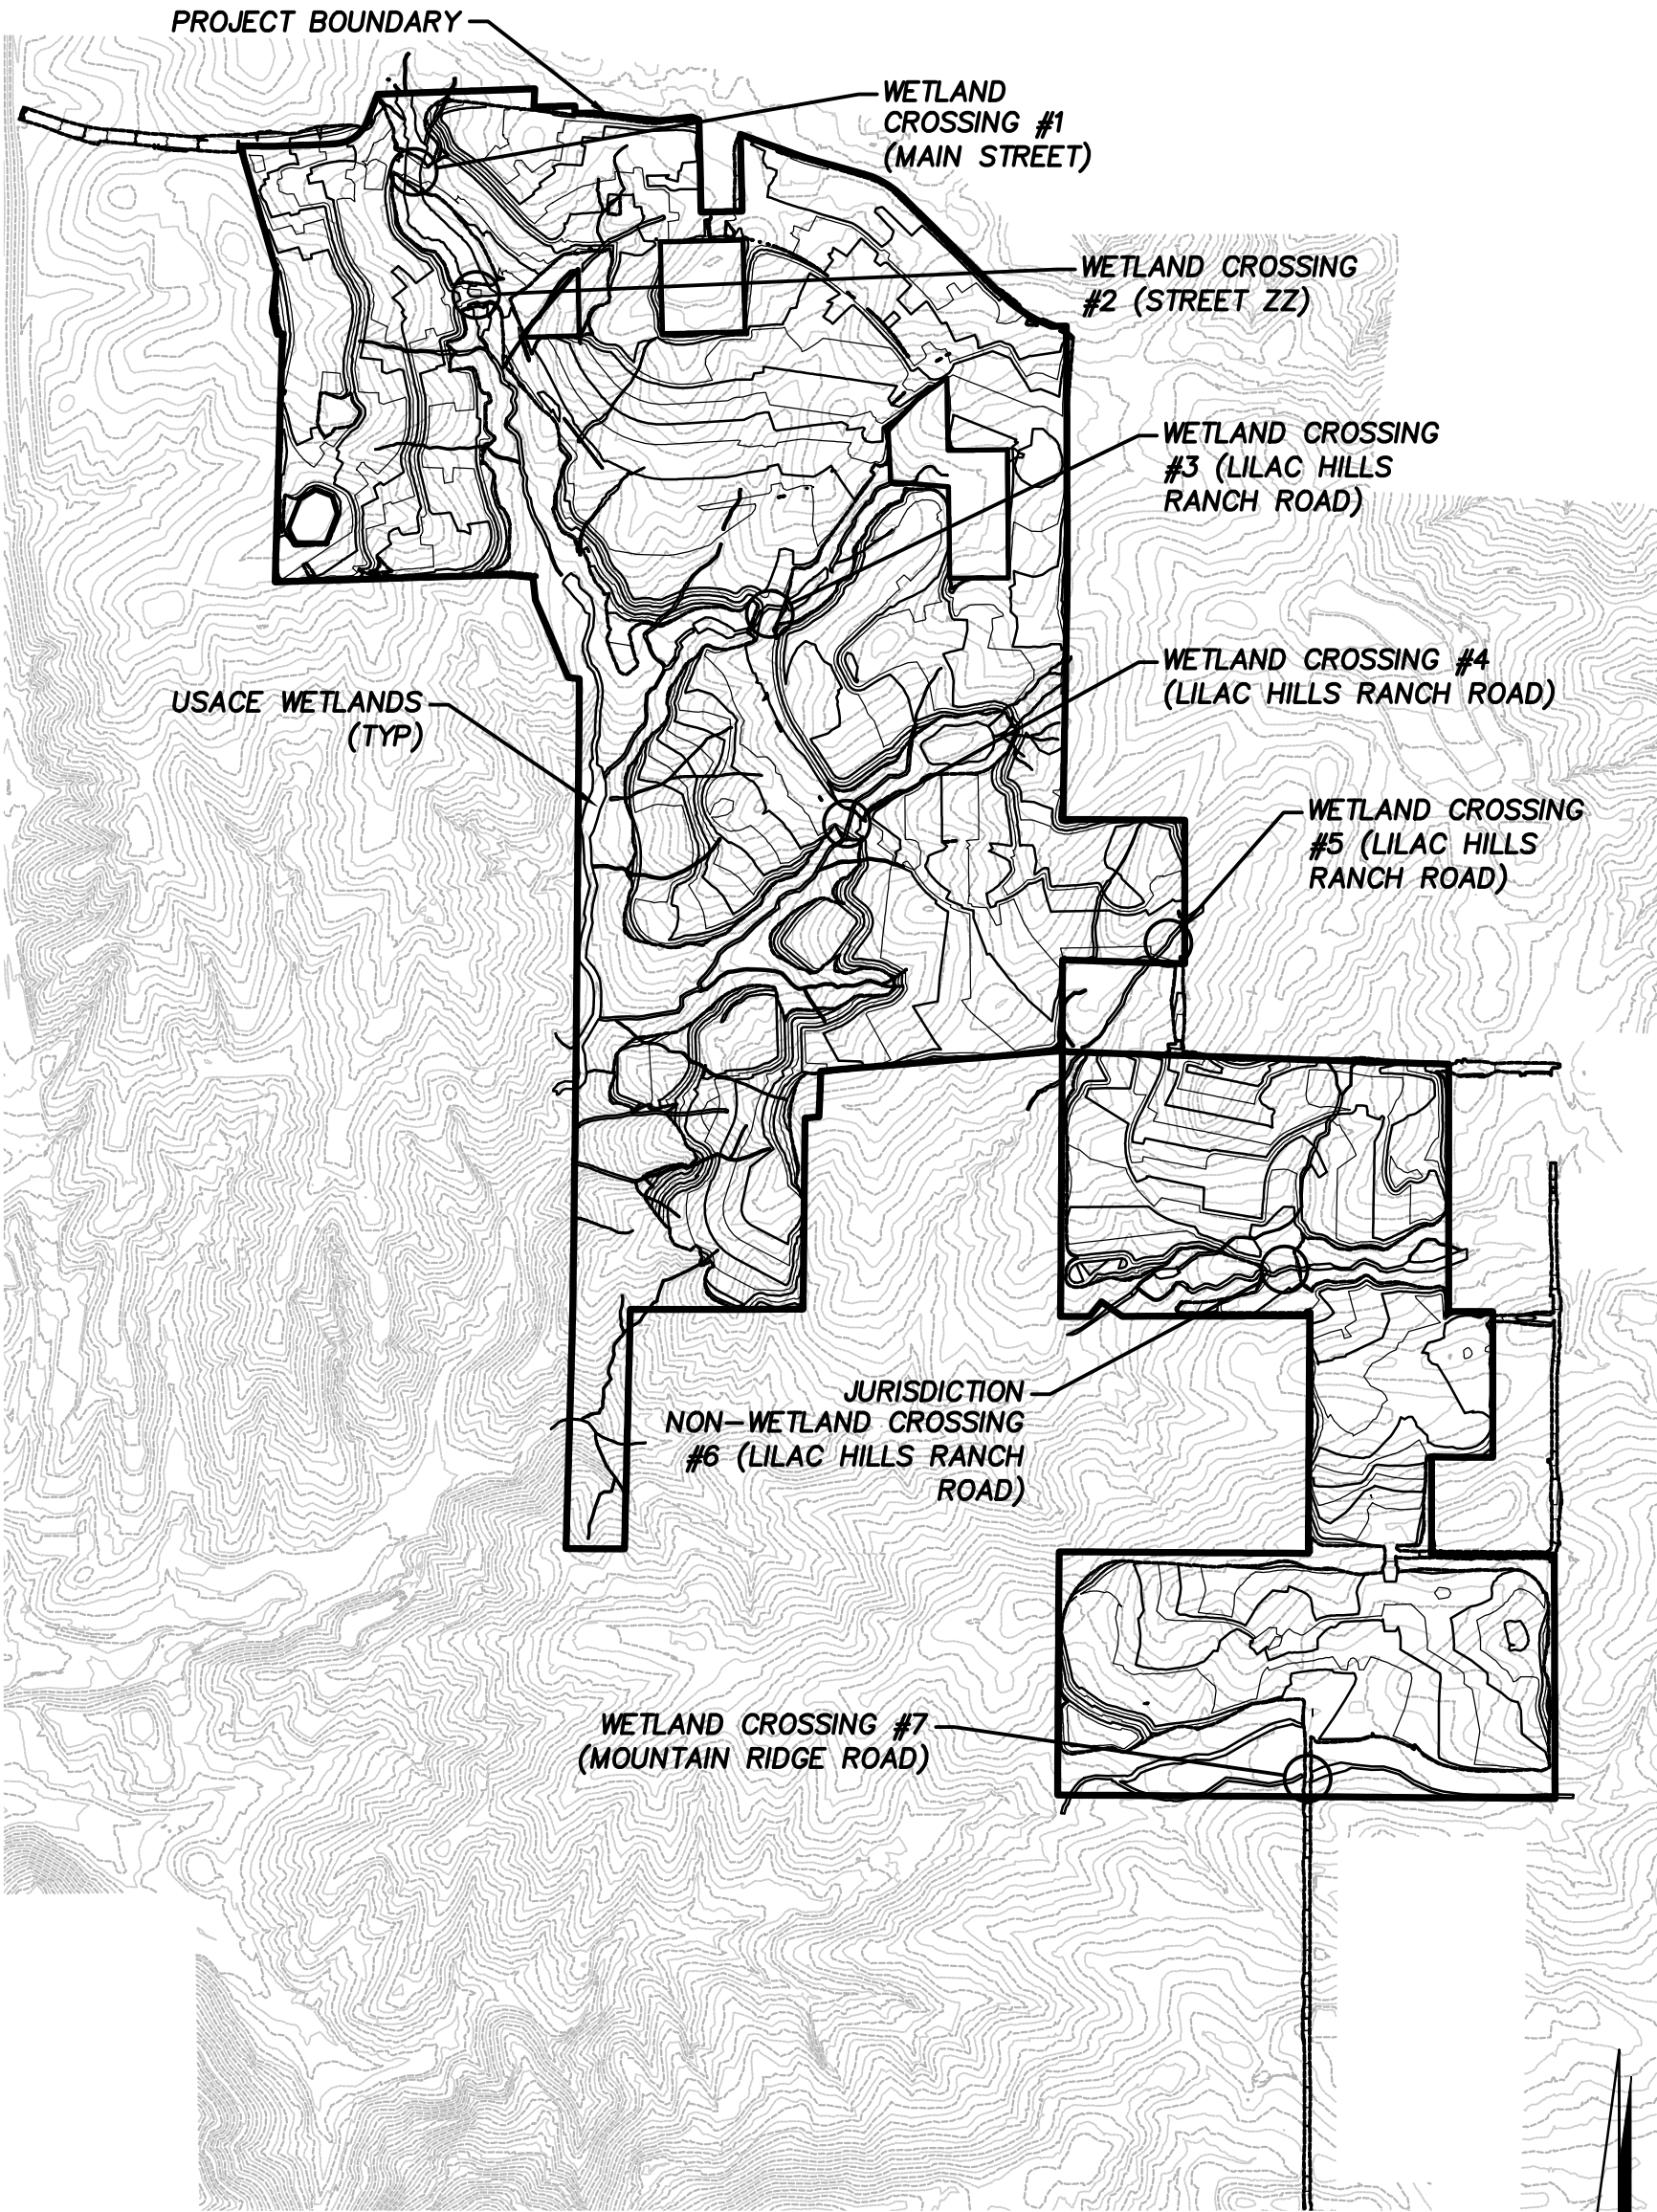 PROJECT BOUNDARY
WETLAND
CROSSING #1
(MAIN STREET)
WETLAND CROSSING
#2 (STREET ZZ)
WETLAND CROSSING
#3 (LILAC HILLS
RANCH ROAD)
WETLAND CROSSING #4
(LILAC HILLS RANCH ROAD)
USACE WETLANDS
(TYP)
WETLAND CROSSING
#5 (LILAC HILLS
RANCH ROAD)
JURISDICTION
NON-WETLAND CROSSING
#6 (LILAC HILLS RANCH
ROAD)
WETLAND CROSSING #7
(MOUNTAIN RIDGE ROAD)